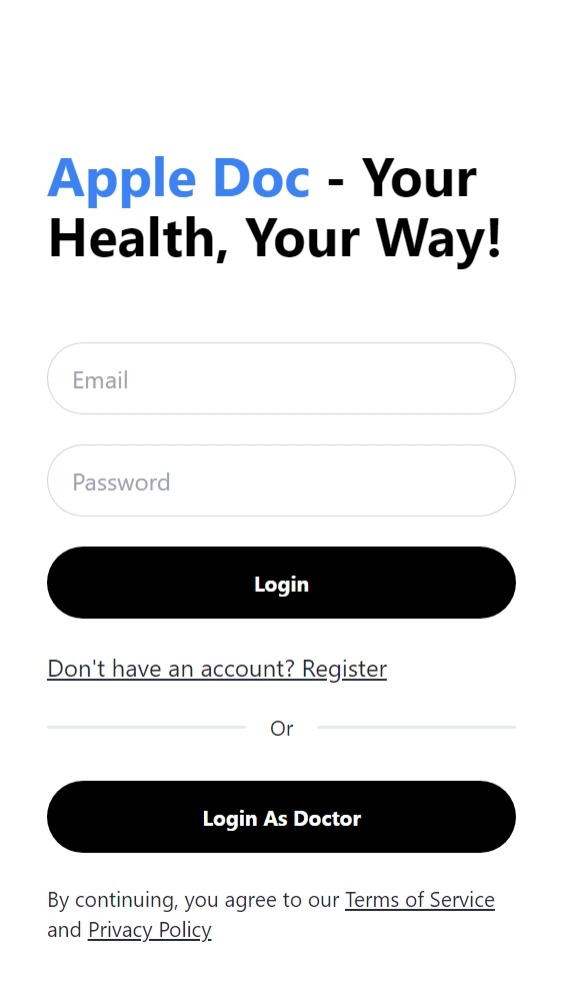 Apple Doc - Your
Health, Your Way!
Email
Password
Login
Don't have an account? Register
Or
Login As Doctor
By continuing, you agree to our Terms of Service
and Privacy Policy